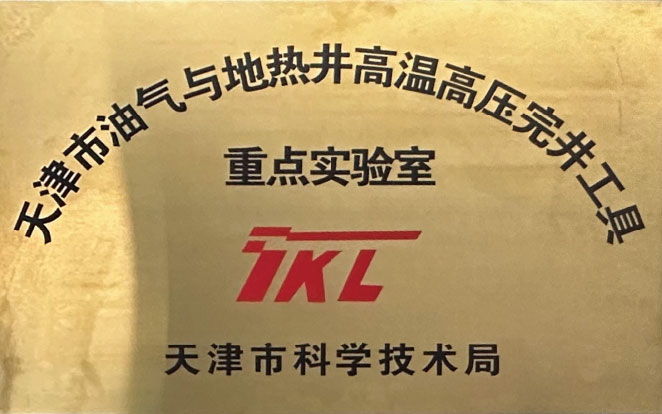 天津市油气与地热井高温高压完井工具
重点实验室
TKL
天津市科学技术局